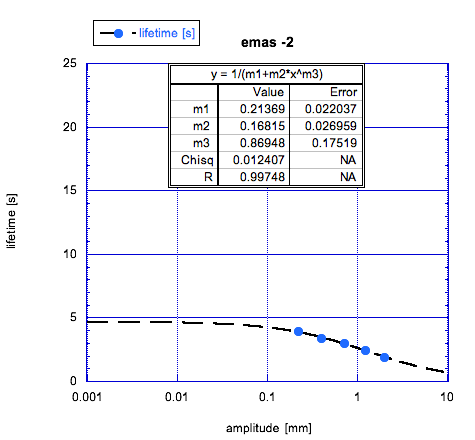 - lifetime [s]
emas -2
y = 1/(m1+m2*x^m3)
Value Error
m1 0.21369 0.022037
m2 0.16815 0.026959
m3 0.86948 0.17519
Chisq 0.012407 NA
R 0.99748 NA
25
20
15
10
5
0
lifetime [s]
0.001 0.01 0.1 1 10
amplitude [mm]